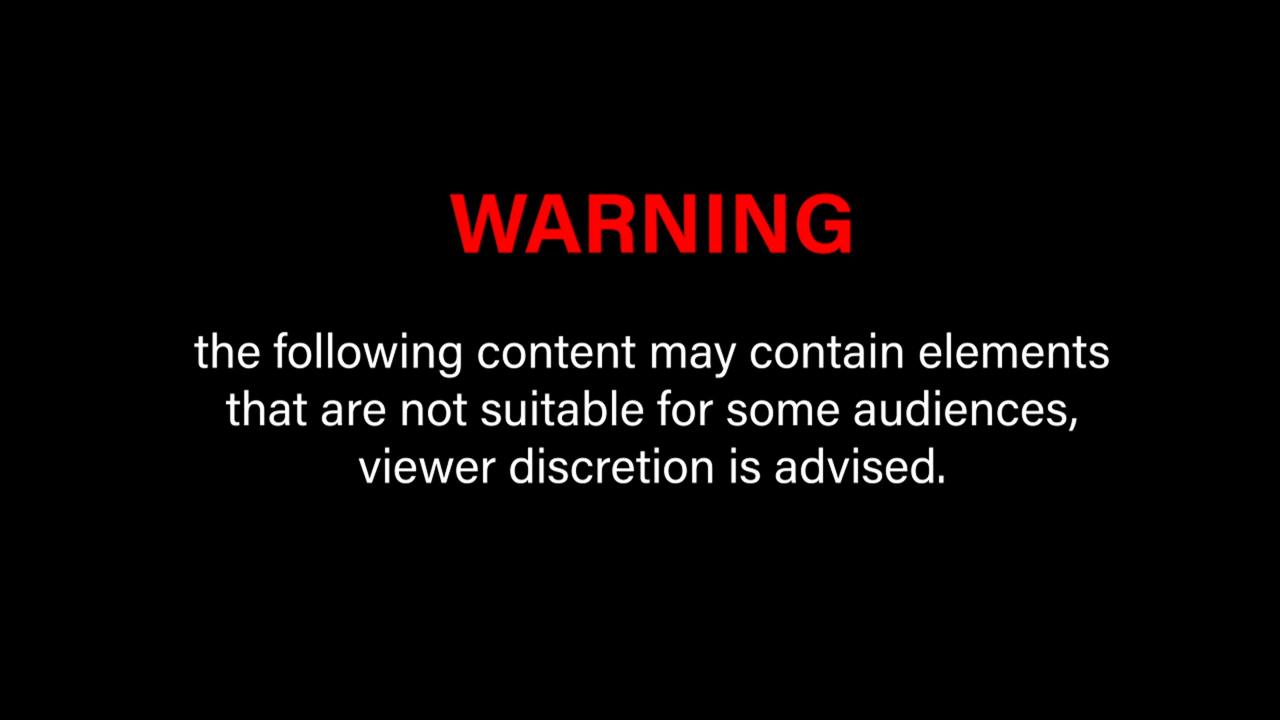 WARNING
the following content may contain elements
that are not suitable for some audiences,
viewer discretion is advised.